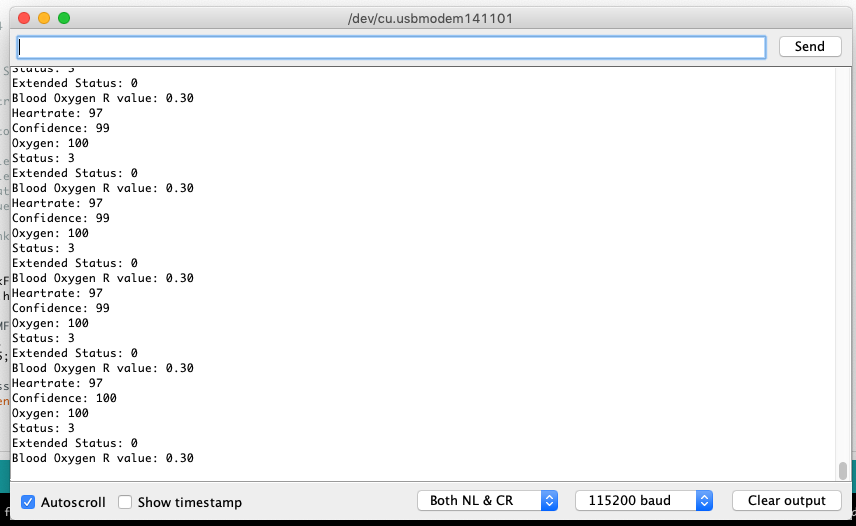 /dev/cu.usbmodem141101
Send
Status: 3
Extended Status: 0
Blood Oxygen R value: 0.30
Heartrate: 97
Confidence: 99
Oxygen: 100
Status: 3
Extended Status: 0
Blood Oxygen R value: 0.30
Heartrate: 97
Confidence: 99
Oxygen: 100
Status: 3
Extended Status: 0
Blood Oxygen R value: 0.30
Heartrate: 97
Confidence: 99
Oxygen: 100
Status: 3
Extended Status: 0
Blood Oxygen R value: 0.30
Heartrate: 97
Confidence: 100
Oxygen: 100
Status: 3
Extended Status: 0
Blood Oxygen R value: 0.30
Autoscroll
Show timestamp
Both NL & CR
115200 baud
Clear output